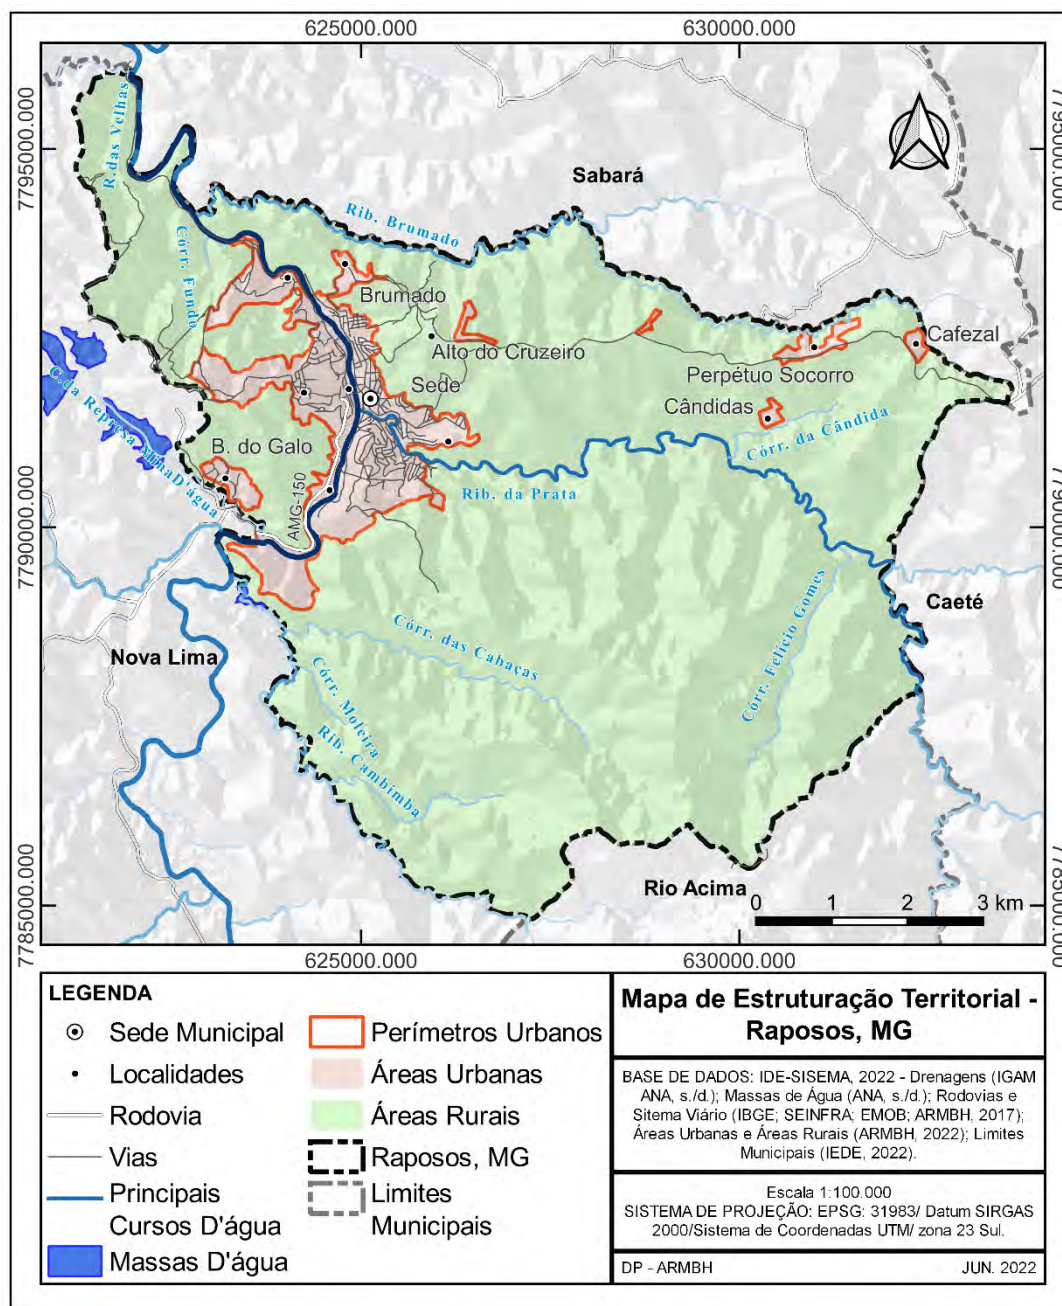 625000.000
630000.000
7795000.000
7795000.000
Sabará
R.das Velhas
Rib. Brumado
Córr. Fundo
Brumado
Cafezal
Alto do Cruzeiro
Perpétuo Socorro
Sede
Cândidas
C.da Represa MinaD'água
B. do Galo
Córr. da Cândida
Rib. da Prata
AMG-150
7790000.000
7790000.000
Córr. Felício Gomes
Caeté
Córr. das Cabaças
Nova Lima
Córr. Moleira
Rib. Cambimba
Rio Acima
0 1 2 3 km
7785000.000
7785000.000
625000.000
630000.000
LEGENDA
Sede Municipal
Localidades
Rodovia
Vias
Principais
Cursos D'água
Massas D'água
Perímetros Urbanos
Áreas Urbanas
Áreas Rurais
Raposos, MG
Limites
Municipais
Mapa de Estruturação Territorial -
Raposos, MG
BASE DE DADOS: IDE-SISEMA, 2022 - Drenagens (IGAM
ANA, s./d.); Massas de Água (ANA, s./d.); Rodovias e
Sitema Viário (IBGE; SEINFRA; EMOB; ARMBH, 2017);
Áreas Urbanas e Áreas Rurais (ARMBH, 2022); Limites
Municipais (IEDE, 2022).
Escala 1:100.000
SISTEMA DE PROJEÇÃO: EPSG: 31983/ Datum SIRGAS
2000/Sistema de Coordenadas UTM/ zona 23 Sul.
DP - ARMBH
JUN. 2022